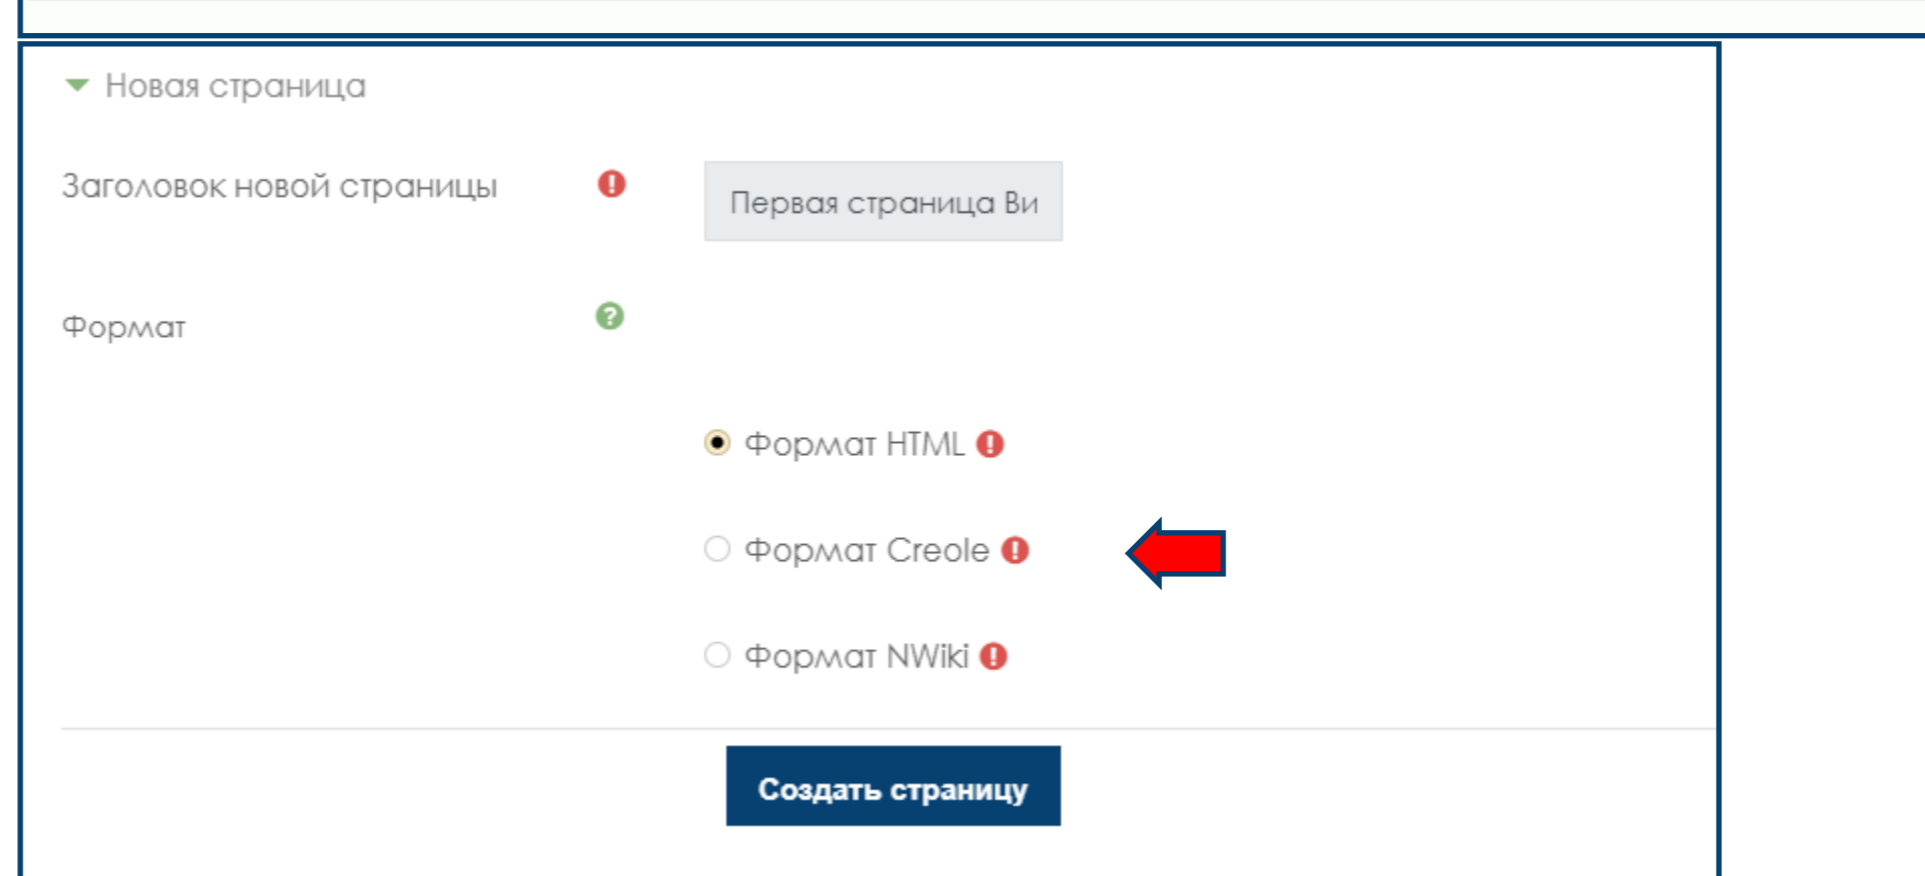 Новая страница
Заголовок новой страницы
Первая страница Ви
Формат
Формат HTML
Формат Creole
Формат NWiki
Создать страницу